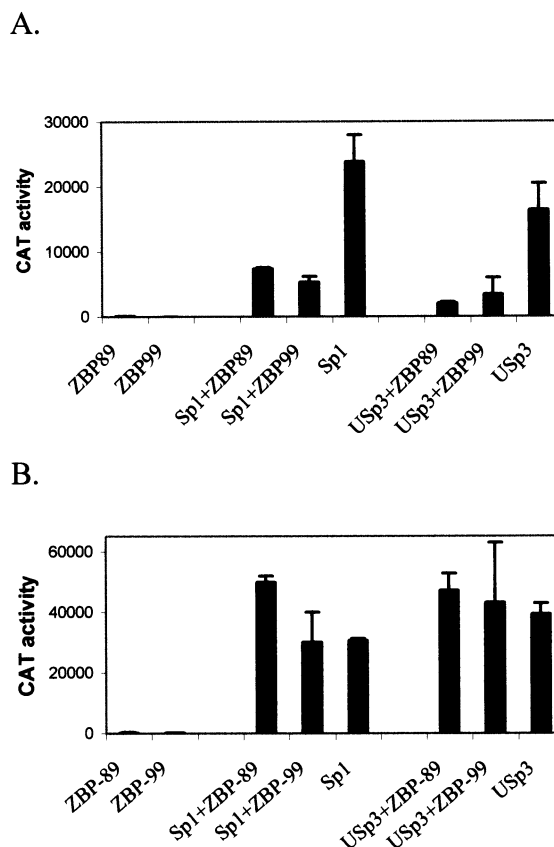 A.
30000
20000
10000
0
CAT activity
ZBP89
ZBP99
Sp1+ZBP89
Sp1+ZBP99
Sp1
USp3+ZBP89
USp3+ZBP99
USp3
B.
60000
40000
20000
0
CAT activity
ZBP-89
ZBP-99
Sp1+ZBP-89
Sp1+ZBP-99
Sp1
USp3+ZBP-89
USp3+ZBP-99
USp3